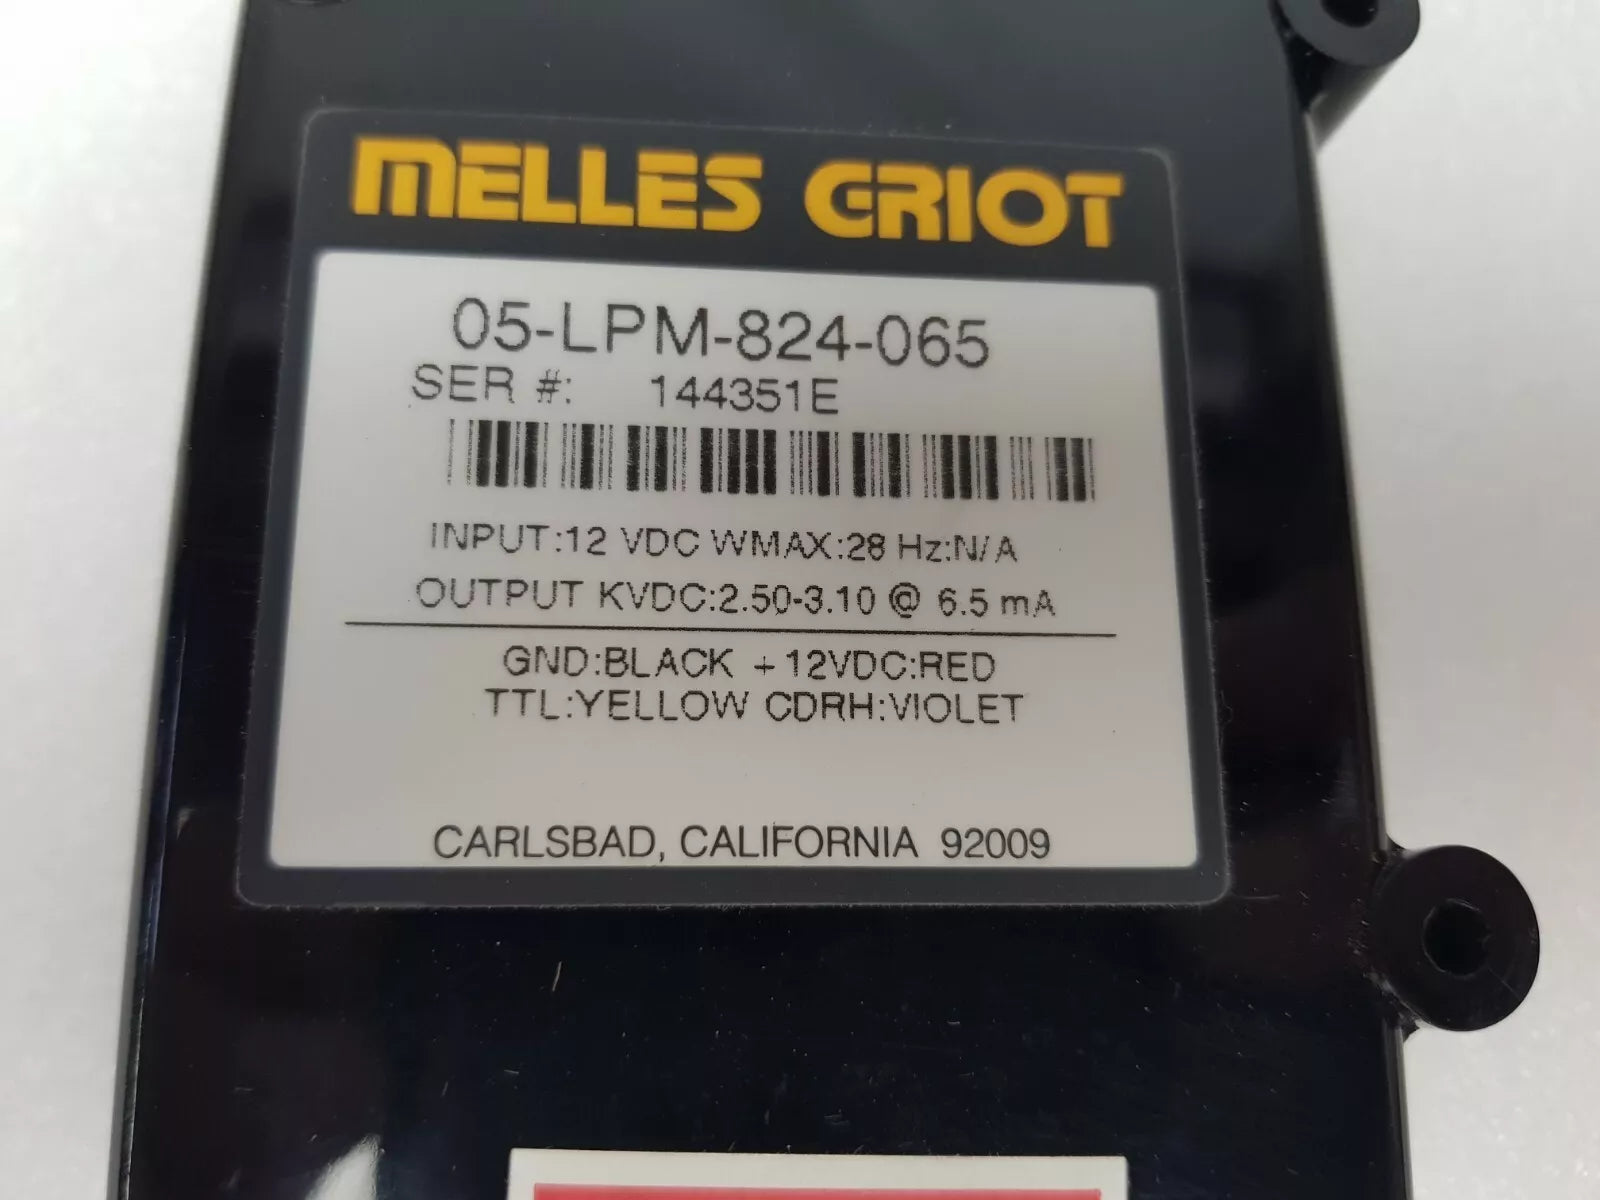 MELLES GRIOT
05-LPM-824-065
SER #: 144351E
INPUT:12 VDC WMAX:28 Hz:N/A
OUTPUT KVDC:2.50-3.10 @ 6.5 mA
GND:BLACK +12VDC:RED
TTL:YELLOW CDRH:VIOLET
CARLSBAD, CALIFORNIA 92009